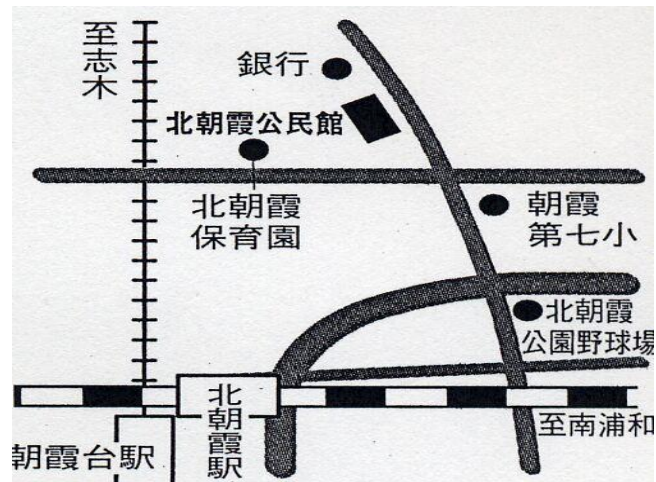 至志木
銀行
北朝霞公民館
北朝霞
保育園
朝霞
第七小
北朝霞
公園野球場
北朝霞駅
至南浦和
朝霞台駅